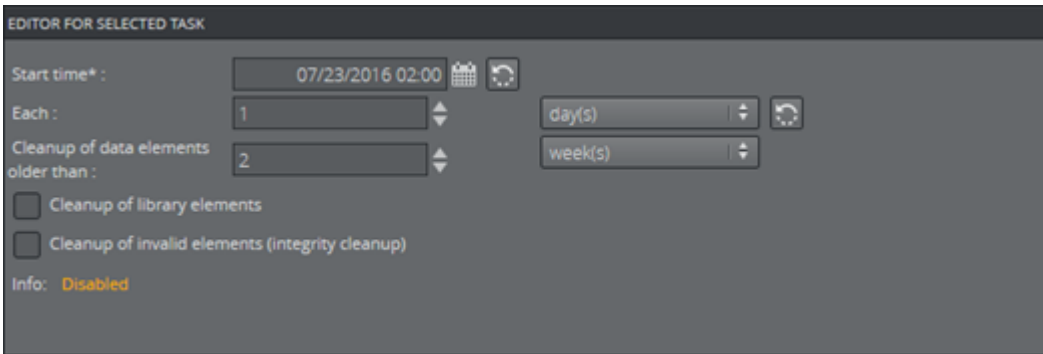 EDITOR FOR SELECTED TASK
Start time* : 07/23/2016 02:00
Each : 1 day(s)
Cleanup of data elements
older than : 2 week(s)
Cleanup of library elements
Cleanup of invalid elements (integrity cleanup)
Info: Disabled